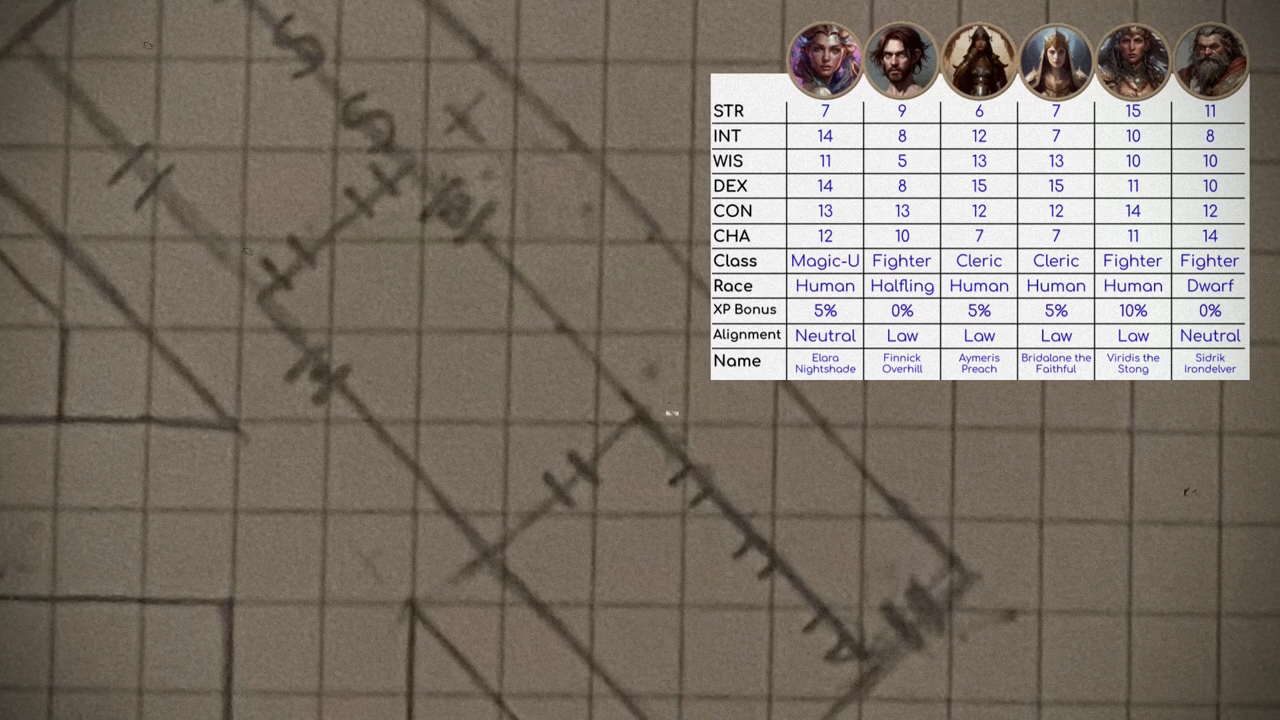 STR 7 9 6 7 15 11
INT 14 8 12 7 10 8
WIS 11 5 13 13 10 10
DEX 14 8 15 15 11 10
CON 13 13 12 12 14 12
CHA 12 10 7 7 11 14
Class Magic-U Fighter Cleric Cleric Fighter Fighter
Race Human Halfling Human Human Human Dwarf
XP Bonus 5% 0% 5% 5% 10% 0%
Alignment Neutral Law Law Law Law Neutral
Name Elara Nightshade Finnick Overhill Aymeris Preach Bridalone the Faithful Viridis the Stong Sidrik Irondelver